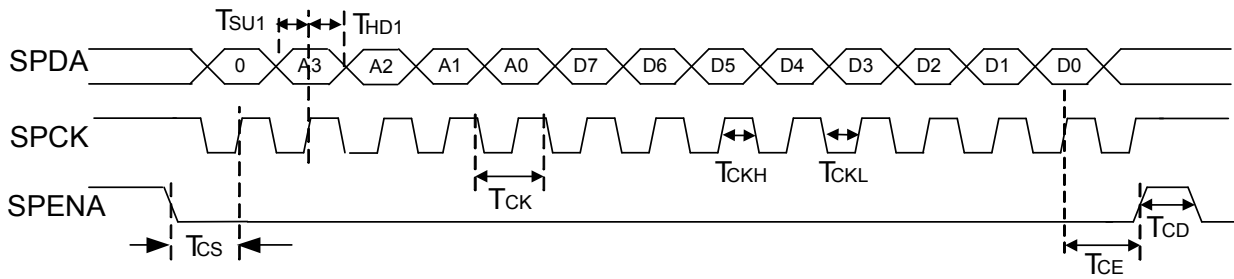 TSU1 THD1
SPDA 0 A3 A2 A1 A0 D7 D6 D5 D4 D3 D2 D1 D0
SPCK
TCKH TCKL
TCK
SPENA
TCS TCD
TCE